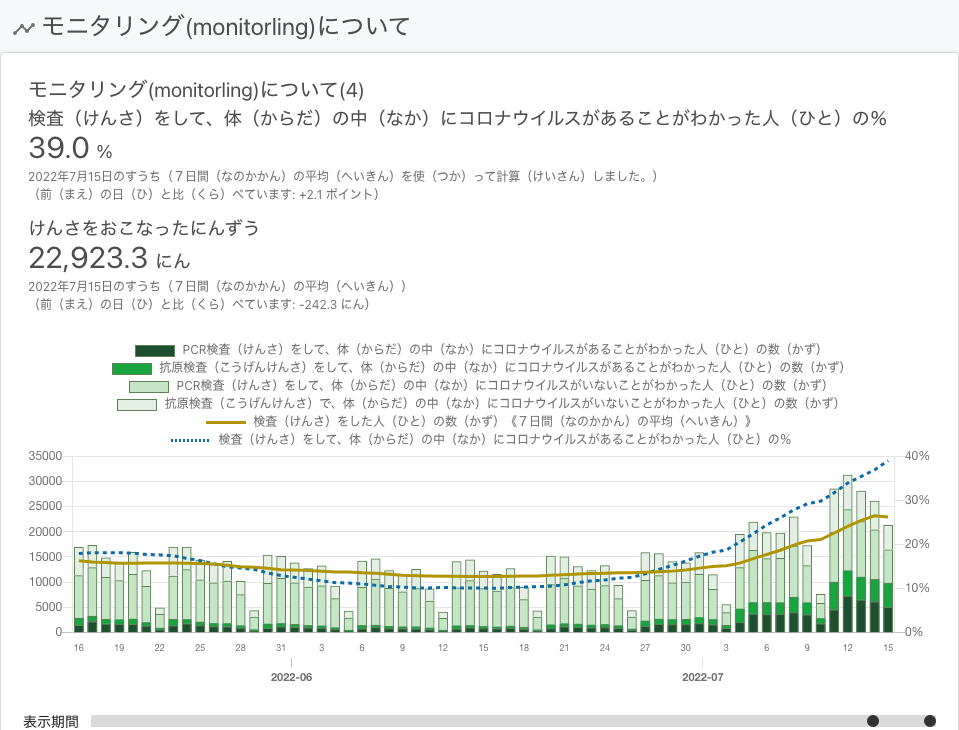 モニタリング(monitorling)について
モニタリング(monitorling)について(4)
検査（けんさ）をして、体（からだ）の中（なか）にコロナウイルスがあることがわかった人（ひと）の％
39.0 %
2022年7月15日のすうち（７日間（なのかかん）の平均（へいきん）を使（つか）って計算（けいさん）しました。）
（前（まえ）の日（ひ）と比（くら）べています: +2.1 ポイント）
けんさをおこなったにんずう
22,923.3 にん
2022年7月15日のすうち（７日間（なのかかん）の平均（へいきん））
（前（まえ）の日（ひ）と比（くら）べています: -242.3 にん）
PCR検査（けんさ）をして、体（からだ）の中（なか）にコロナウイルスがあることがわかった人（ひと）の数（かず）
抗原検査（こうげんけんさ）をして、体（からだ）の中（なか）にコロナウイルスがあることがわかった人（ひと）の数（かず）
PCR検査（けんさ）をして、体（からだ）の中（なか）にコロナウイルスがいないことがわかった人（ひと）の数（かず）
抗原検査（こうげんけんさ）で、体（からだ）の中（なか）にコロナウイルスがいないことがわかった人（ひと）の数（かず）
検査（けんさ）をした人（ひと）の数（かず）《７日間（なのかかん）の平均（へいきん）》
検査（けんさ）をして、体（からだ）の中（なか）にコロナウイルスがあることがわかった人（ひと）の％
35000 40%
30000
25000 30%
20000
15000 20%
10000 10%
5000
0 0%
16 19 22 25 28 31 3 6 9 12 15 18 21 24 27 30 3 6 9 12 15
2022-06 2022-07
表示期間